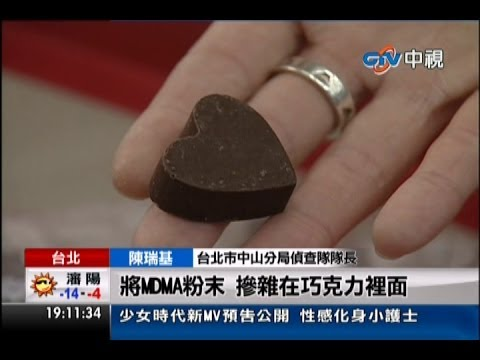 CTV中視
台北 陳瑞基 台北市中山分局偵查隊隊長
瀋陽 將MDMA粉末 摻雜在巧克力裡面
-14~-4
19:11:34 少女時代新MV預告公開 性感化身小護士